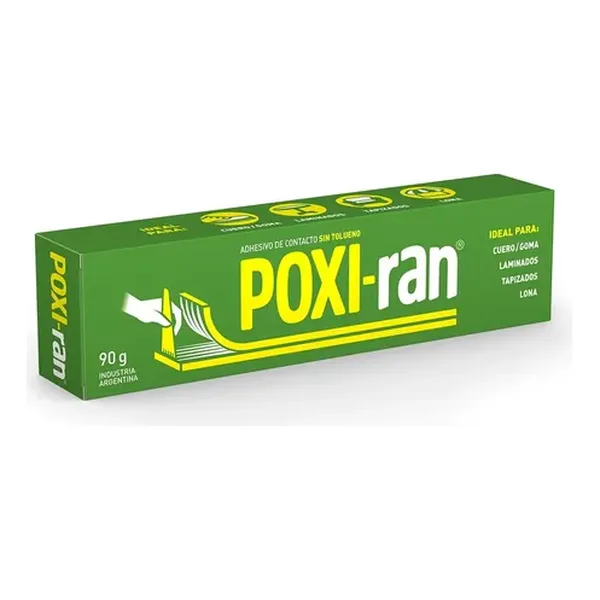 IDEAL
PARA:
CUERO/GOMA
LAMINADOS
TAPIZADOS
LONA
ADHESIVO DE CONTACTO SIN TOLUENO
POXI-ran®
IDEAL PARA:
CUERO/GOMA
LAMINADOS
TAPIZADOS
LONA
90 g
INDUSTRIA
ARGENTINA
POXI-ran